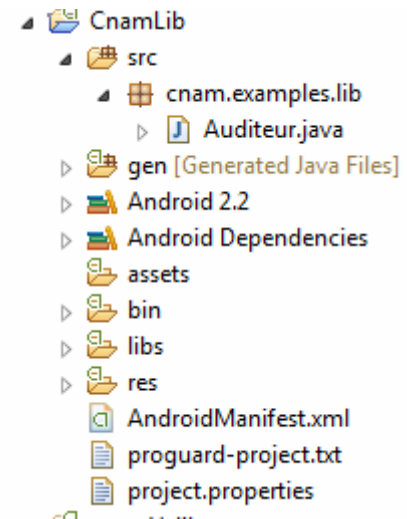 CnamLib
src
cnam.examples.lib
Auditeur.java
gen [Generated Java Files]
Android 2.2
Android Dependencies
assets
bin
libs
res
AndroidManifest.xml
proguard-project.txt
project.properties